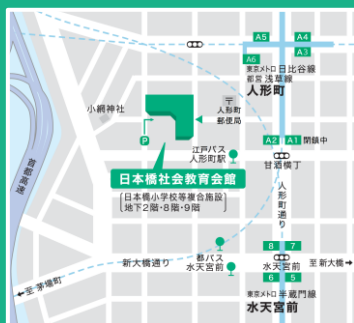 A5
A4
A3
A6
東京メトロ 日比谷線
都営 浅草線
人形町
小網神社
〒
人形町
郵便局
P
A2
A1
閉鎖中
江戸バス
人形町駅
甘酒横丁
日本橋社会教育会館
日本橋小学校等複合施設
地下2階・8階・9階
首都高速
人形町通り
都バス
水天宮前
新大橋通り
8
7
水天宮前
至 新大橋
至 茅場町
6
5
東京メトロ 半蔵門線
水天宮前